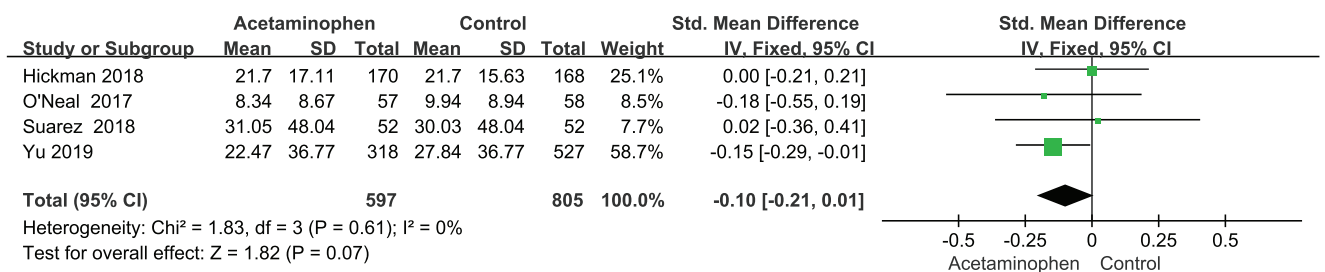 Acetaminophen Control Std. Mean Difference Std. Mean Difference
Study or Subgroup Mean SD Total Mean SD Total Weight IV, Fixed, 95% CI IV, Fixed, 95% CI
Hickman 2018 21.7 17.11 170 21.7 15.63 168 25.1% 0.00 [-0.21, 0.21]
O'Neal 2017 8.34 8.67 57 9.94 8.94 58 8.5% -0.18 [-0.55, 0.19]
Suarez 2018 31.05 48.04 52 30.03 48.04 52 7.7% 0.02 [-0.36, 0.41]
Yu 2019 22.47 36.77 318 27.84 36.77 527 58.7% -0.15 [-0.29, -0.01]
Total (95% CI) 597 805 100.0% -0.10 [-0.21, 0.01]
Heterogeneity: Chi² = 1.83, df = 3 (P = 0.61); I² = 0%
Test for overall effect: Z = 1.82 (P = 0.07)
-0.5 -0.25 0 0.25 0.5
Acetaminophen Control